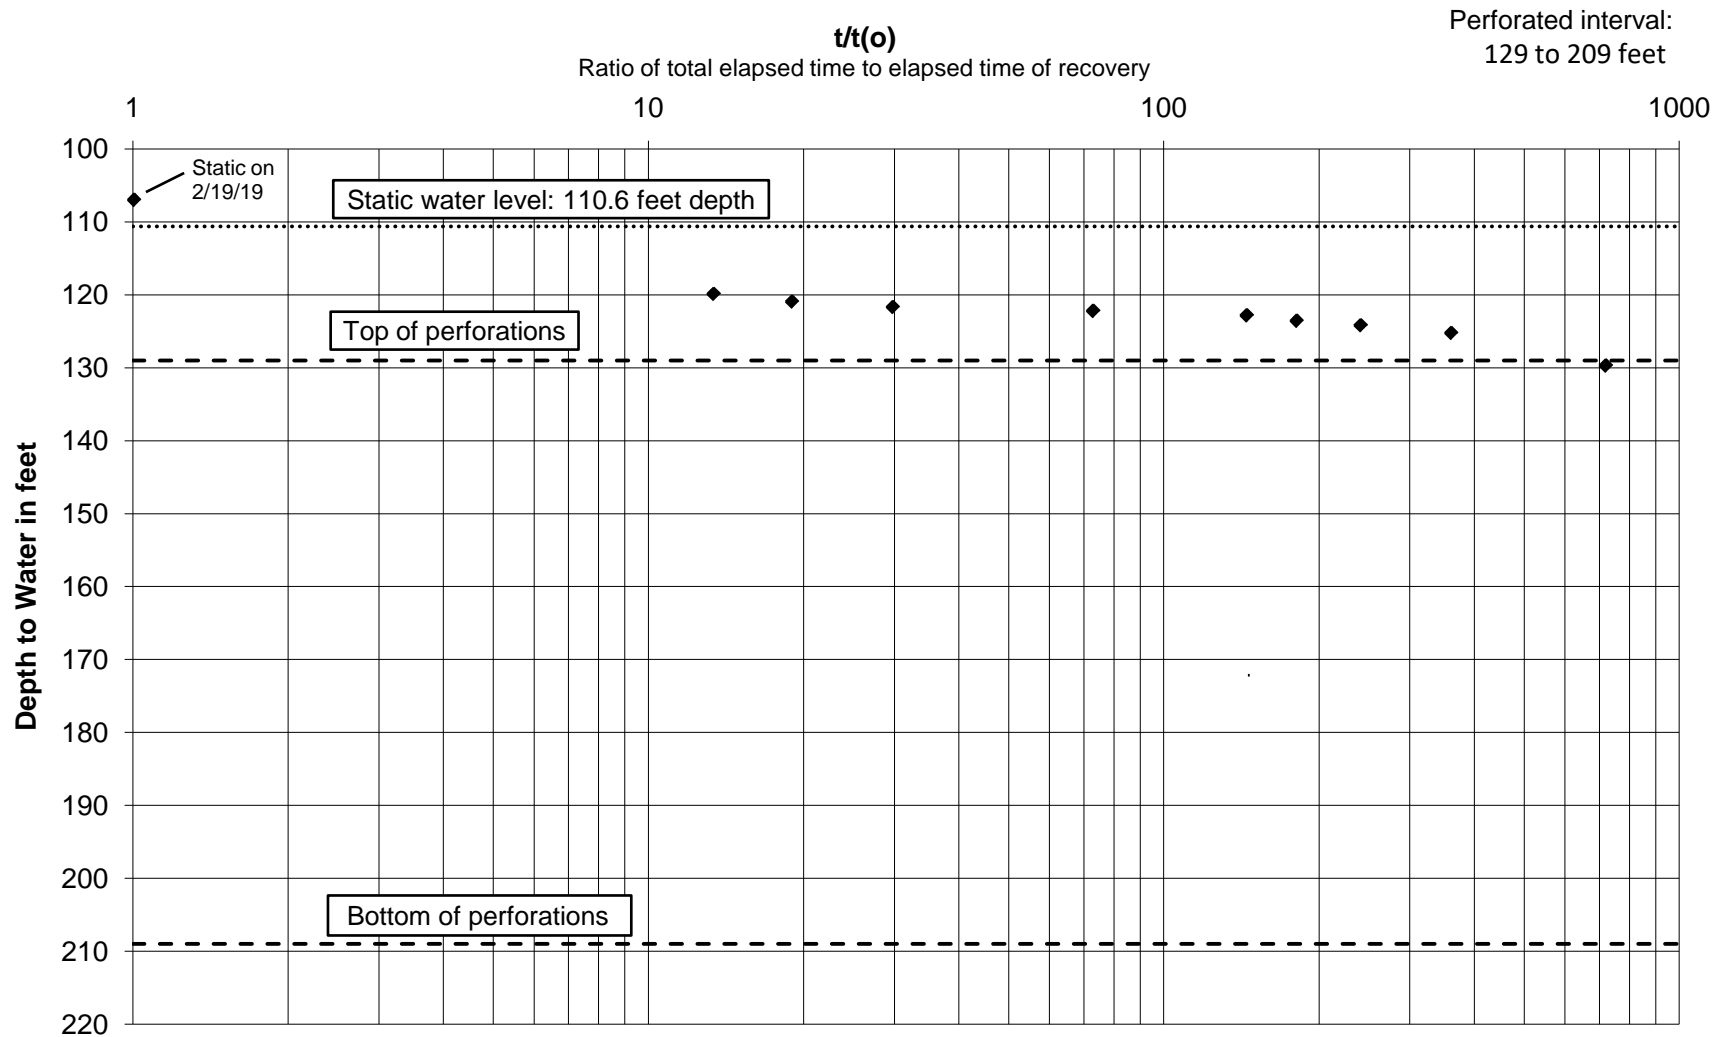 Perforated interval:
129 to 209 feet
t/t(o)
Ratio of total elapsed time to elapsed time of recovery
1 10 100 1000
100
Static on
2/19/19
Static water level: 110.6 feet depth
110
120
Top of perforations
130
140
150
160
170
180
190
200
Bottom of perforations
210
220
Depth to Water in feet